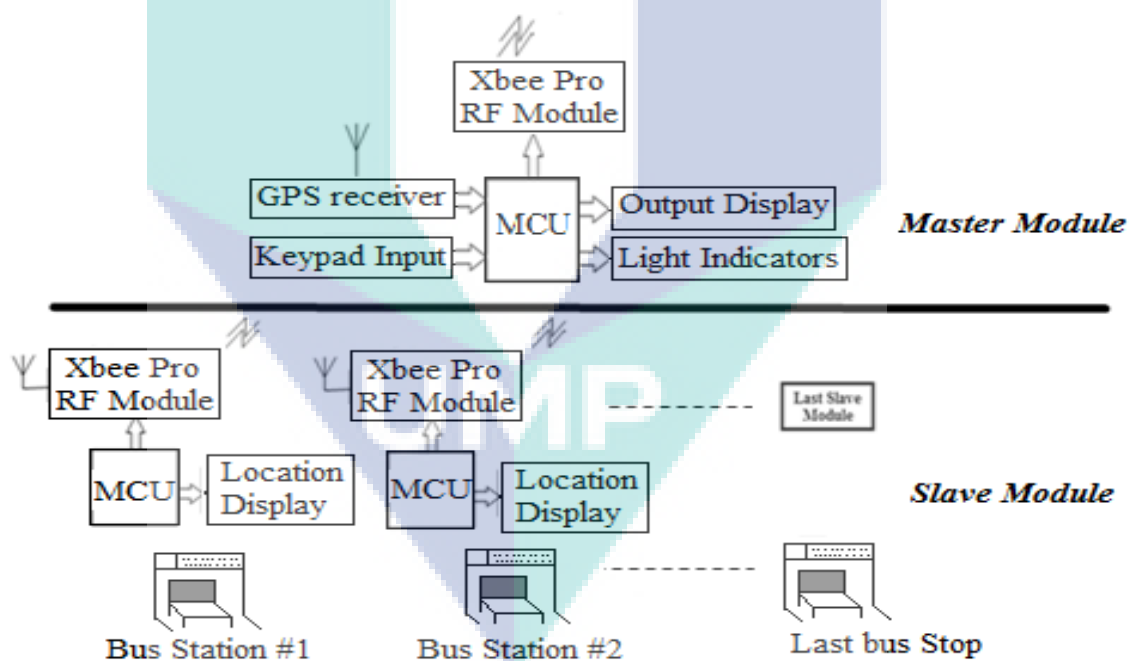 Xbee Pro
RF Module
GPS receiver
MCU
Output Display
Keypad Input
Light Indicators
Master Module
Xbee Pro
RF Module
Xbee Pro
RF Module
UMP
Last Slave
Module
MCU
Location
Display
MCU
Location
Display
Slave Module
Bus Station #1
Bus Station #2
Last bus Stop